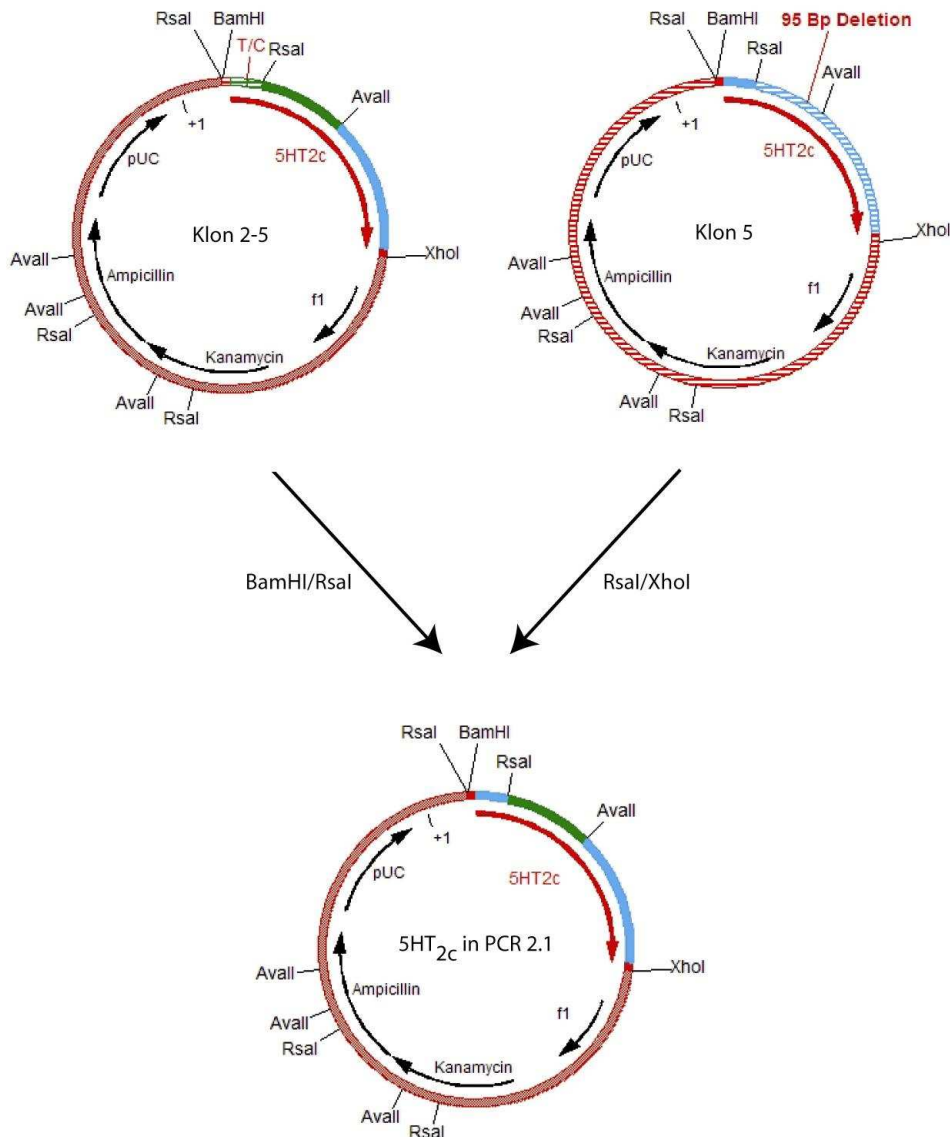 RsaI
BamHI
T/C
RsaI
AvaII
+1
pUC
5HT2c
Klon 2-5
XhoI
AvaII
Ampicillin
f1
AvaII
RsaI
Kanamycin
AvaII
RsaI
RsaI
BamHI
95 Bp Deletion
RsaI
AvaII
+1
pUC
5HT2c
Klon 5
XhoI
AvaII
Ampicillin
f1
AvaII
RsaI
Kanamycin
AvaII
RsaI
BamHI/RsaI
RsaI/XhoI
RsaI
BamHI
RsaI
AvaII
+1
pUC
5HT2c
5HT2c in PCR 2.1
XhoI
AvaII
Ampicillin
f1
AvaII
RsaI
Kanamycin
AvaII
RsaI